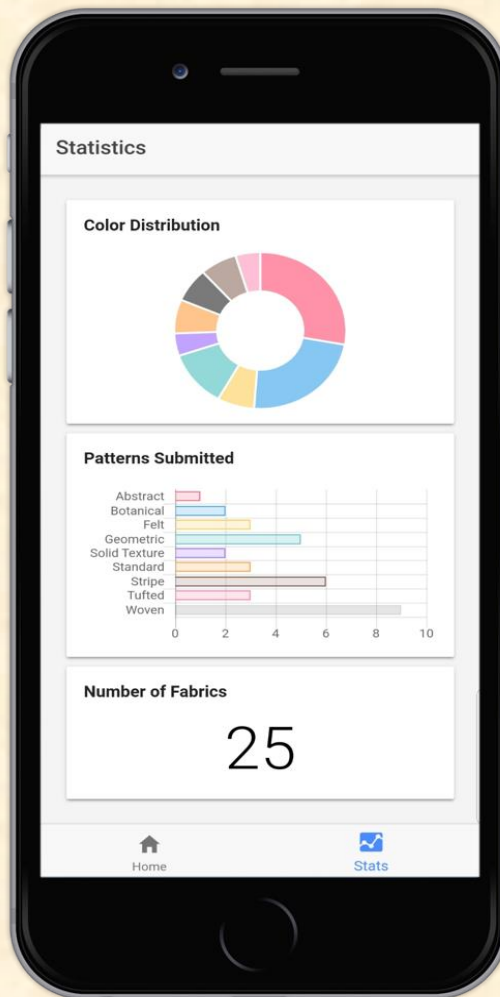 Statistics
Color Distribution
Patterns Submitted
Abstract
Botanical
Felt
Geometric
Solid Texture
Standard
Stripe
Tufted
Woven
0 2 4 6 8 10
Number of Fabrics
25
Home Stats